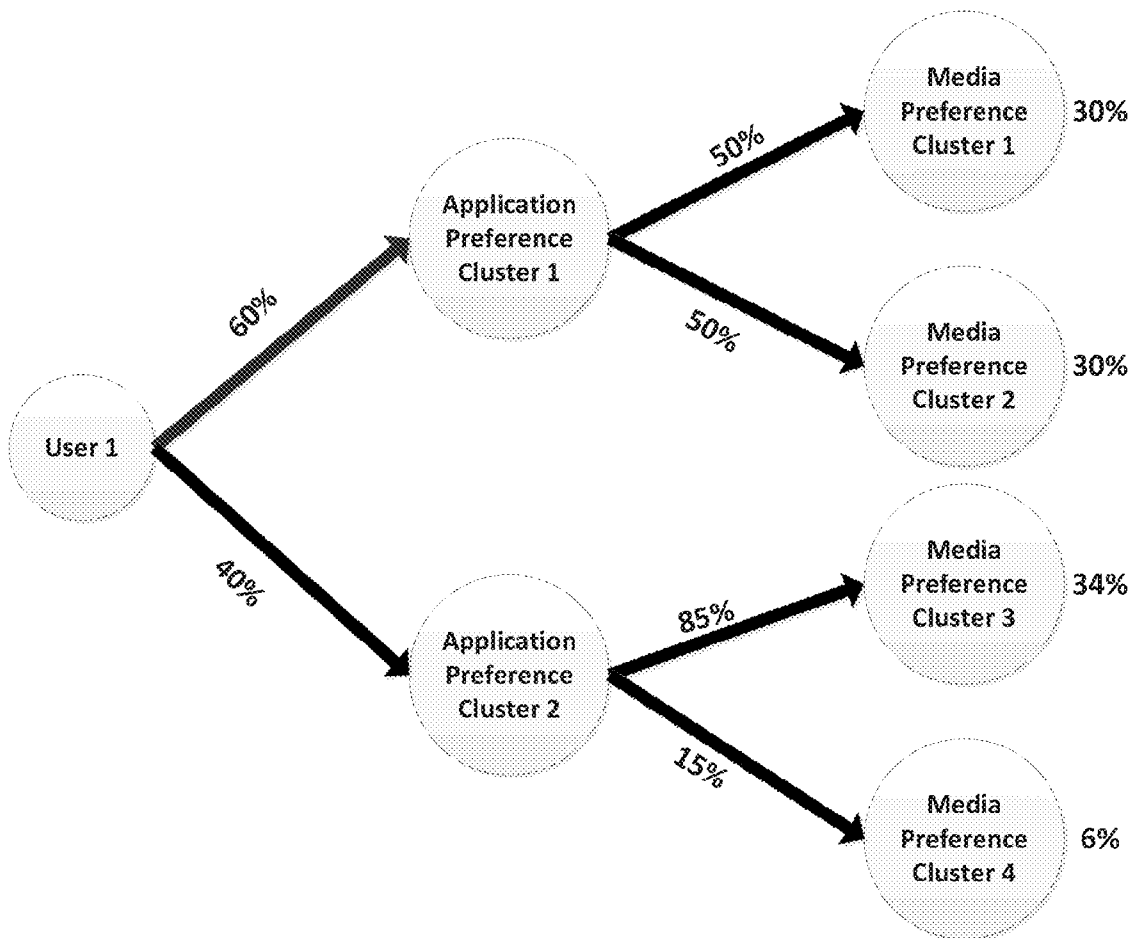 Media
Preference
Cluster 1
30%
50%
Application
Preference
Cluster 1
60%
50%
Media
Preference
Cluster 2
30%
User 1
40%
Media
Preference
Cluster 3
34%
85%
Application
Preference
Cluster 2
15%
Media
Preference
Cluster 4
6%